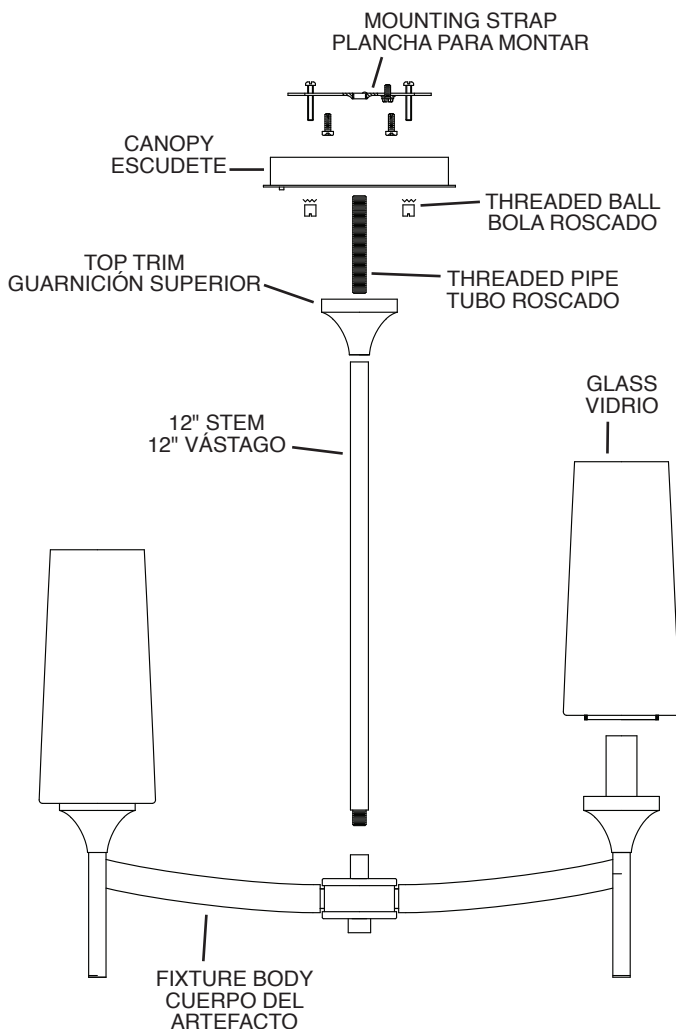 MOUNTING STRAP
PLANCHA PARA MONTAR
CANOPY
ESCUDETE
THREADED BALL
BOLA ROSCADO
TOP TRIM
GUARNICIÓN SUPERIOR
THREADED PIPE
TUBO ROSCADO
GLASS
VIDRIO
12" STEM
12" VÁSTAGO
FIXTURE BODY
CUERPO DEL
ARTEFACTO